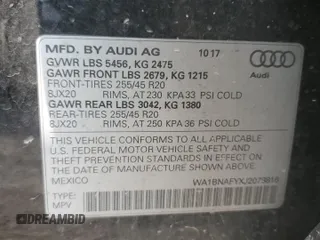 MFD. BY AUDI AG 10 17
GVWR LBS 5456, KG 2475
GAWR FRONT LBS 2679, KG 1215
FRONT-TIRES 255/45 R20
8JX20 RIMS, AT 230 KPA 33 PSI COLD
GAWR REAR LBS 3042, KG 1380
REAR-TIRES 255/45 R20
8JX20 RIMS, AT 250 KPA 36 PSI COLD
Audi
THIS VEHICLE CONFORMS TO ALL APPLICABLE
U.S. FEDERAL MOTOR VEHICLE SAFETY
STANDARDS IN EFFECT ON THE
DATE OF MANUFACTURE SHOWN ABOVE.
MEXICO
TYPE:
MPV
DREAMBID